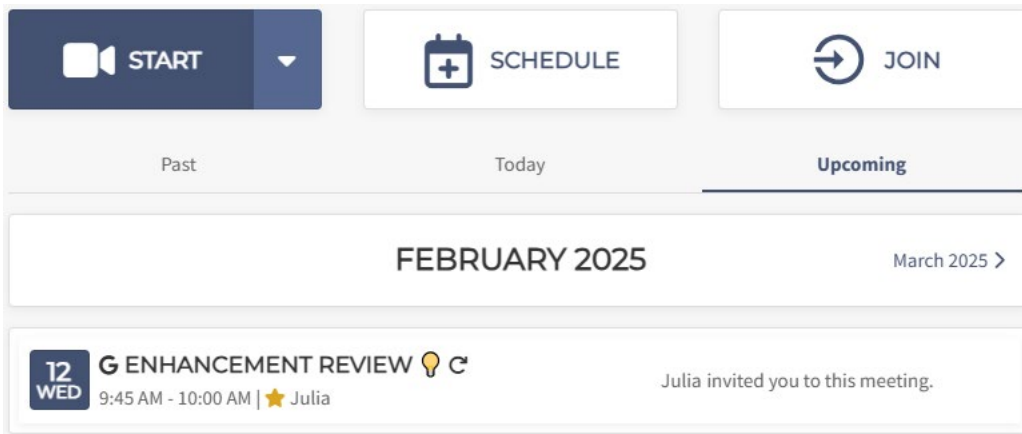 START
SCHEDULE
JOIN
Past
Today
Upcoming
FEBRUARY 2025
March 2025
12
WED
G ENHANCEMENT REVIEW
9:45 AM - 10:00 AM | Julia
Julia invited you to this meeting.